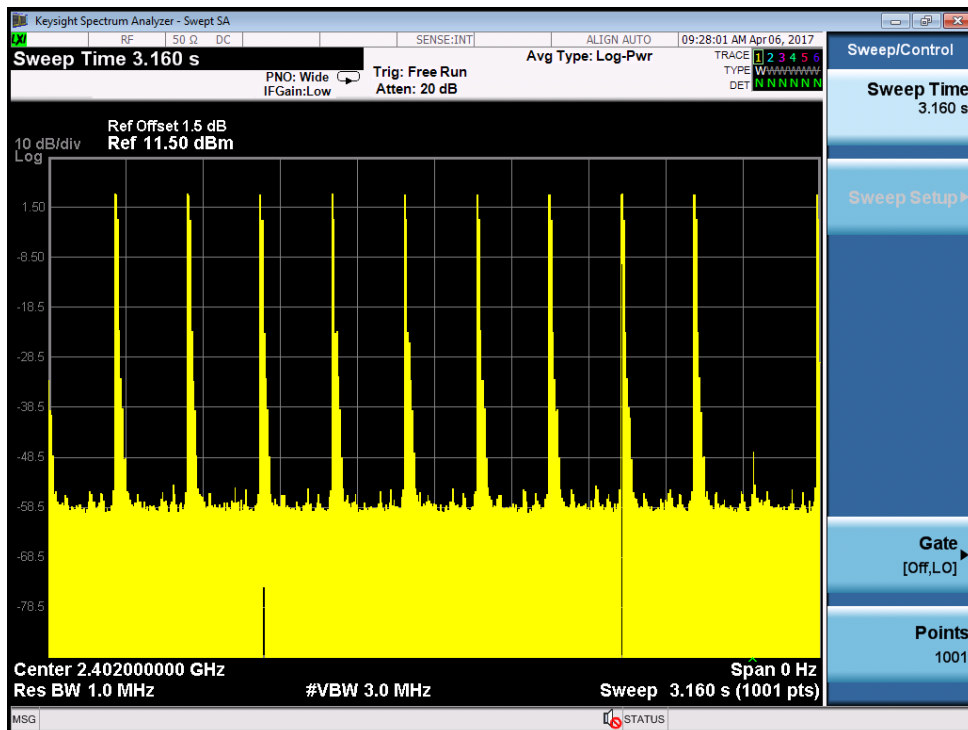 Keysight Spectrum Analyzer - Swept SA
LXI RF 50 Ω DC SENSE:INT ALIGN AUTO 09:28:01 AM Apr 06, 2017
Sweep Time 3.160 s
PNO: Wide
IFGain:Low
Trig: Free Run
Atten: 20 dB
Avg Type: Log-Pwr
TRACE 1 2 3 4 5 6
TYPE WWWWWW
DET N N N N N N
Ref Offset 1.5 dB
10 dB/div Ref 11.50 dBm
Log
1.50
-8.50
-18.5
-28.5
-38.5
-48.5
-58.5
-68.5
-78.5
Center 2.402000000 GHz Span 0 Hz
Res BW 1.0 MHz #VBW 3.0 MHz Sweep 3.160 s (1001 pts)
MSG STATUS
Sweep/Control
Sweep Time
3.160 s
Sweep Setup
Gate
[Off,LO]
Points
1001